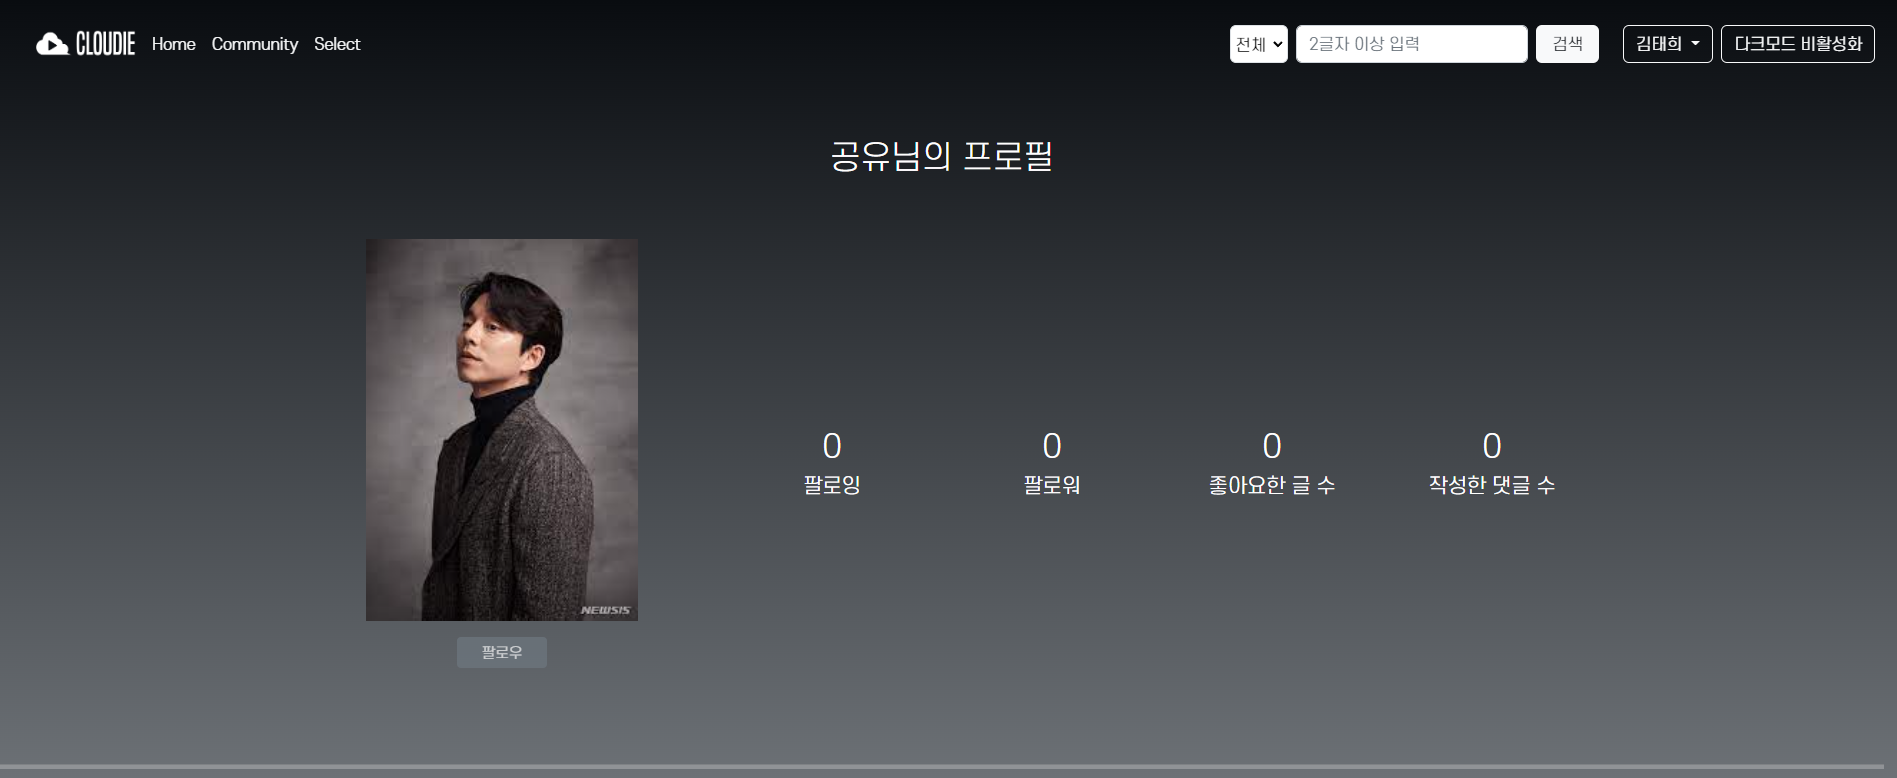 CLOUDIE Home Community Select 전체 2글자 이상 입력 검색 김태희 다크모드 비활성화
공유님의 프로필
NEWSIS
0 0 0 0
팔로잉 팔로워 좋아요한 글 수 작성한 댓글 수
팔로우